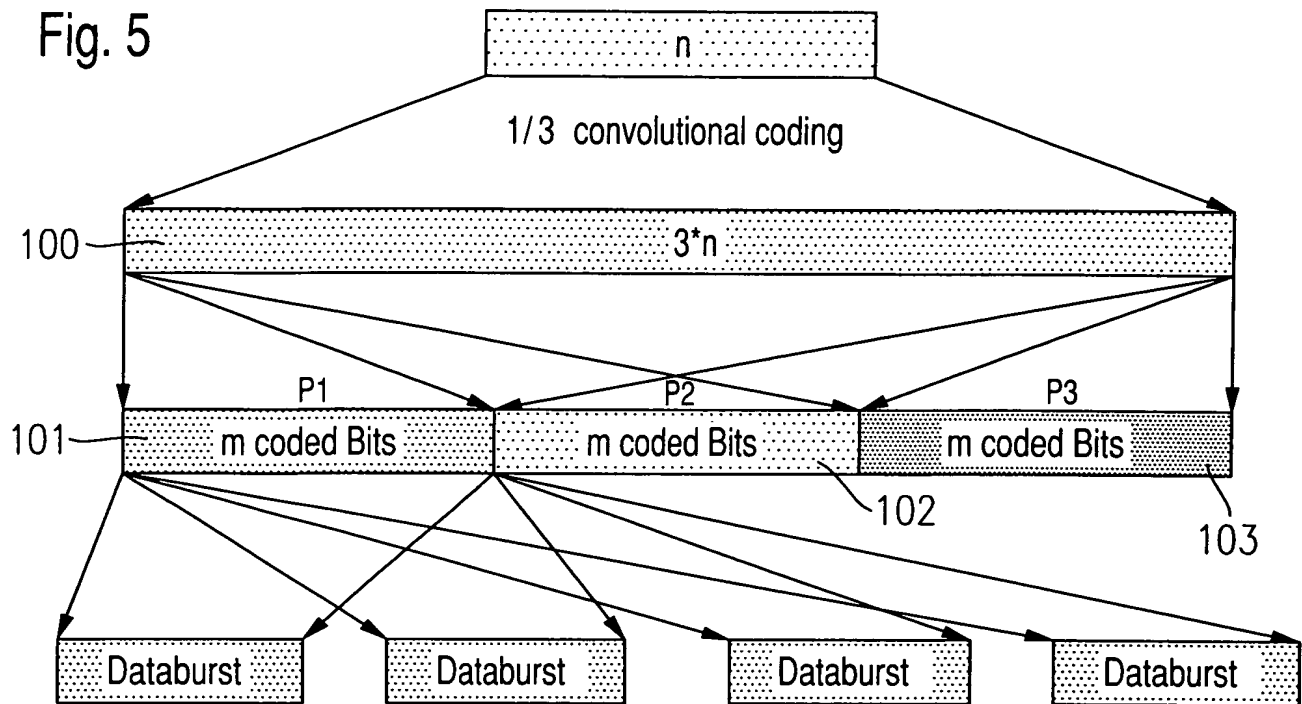 Fig. 5
n
1/3 convolutional coding
100
3*n
P1 P2 P3
101
m coded Bits m coded Bits m coded Bits
102
103
Databurst Databurst Databurst Databurst